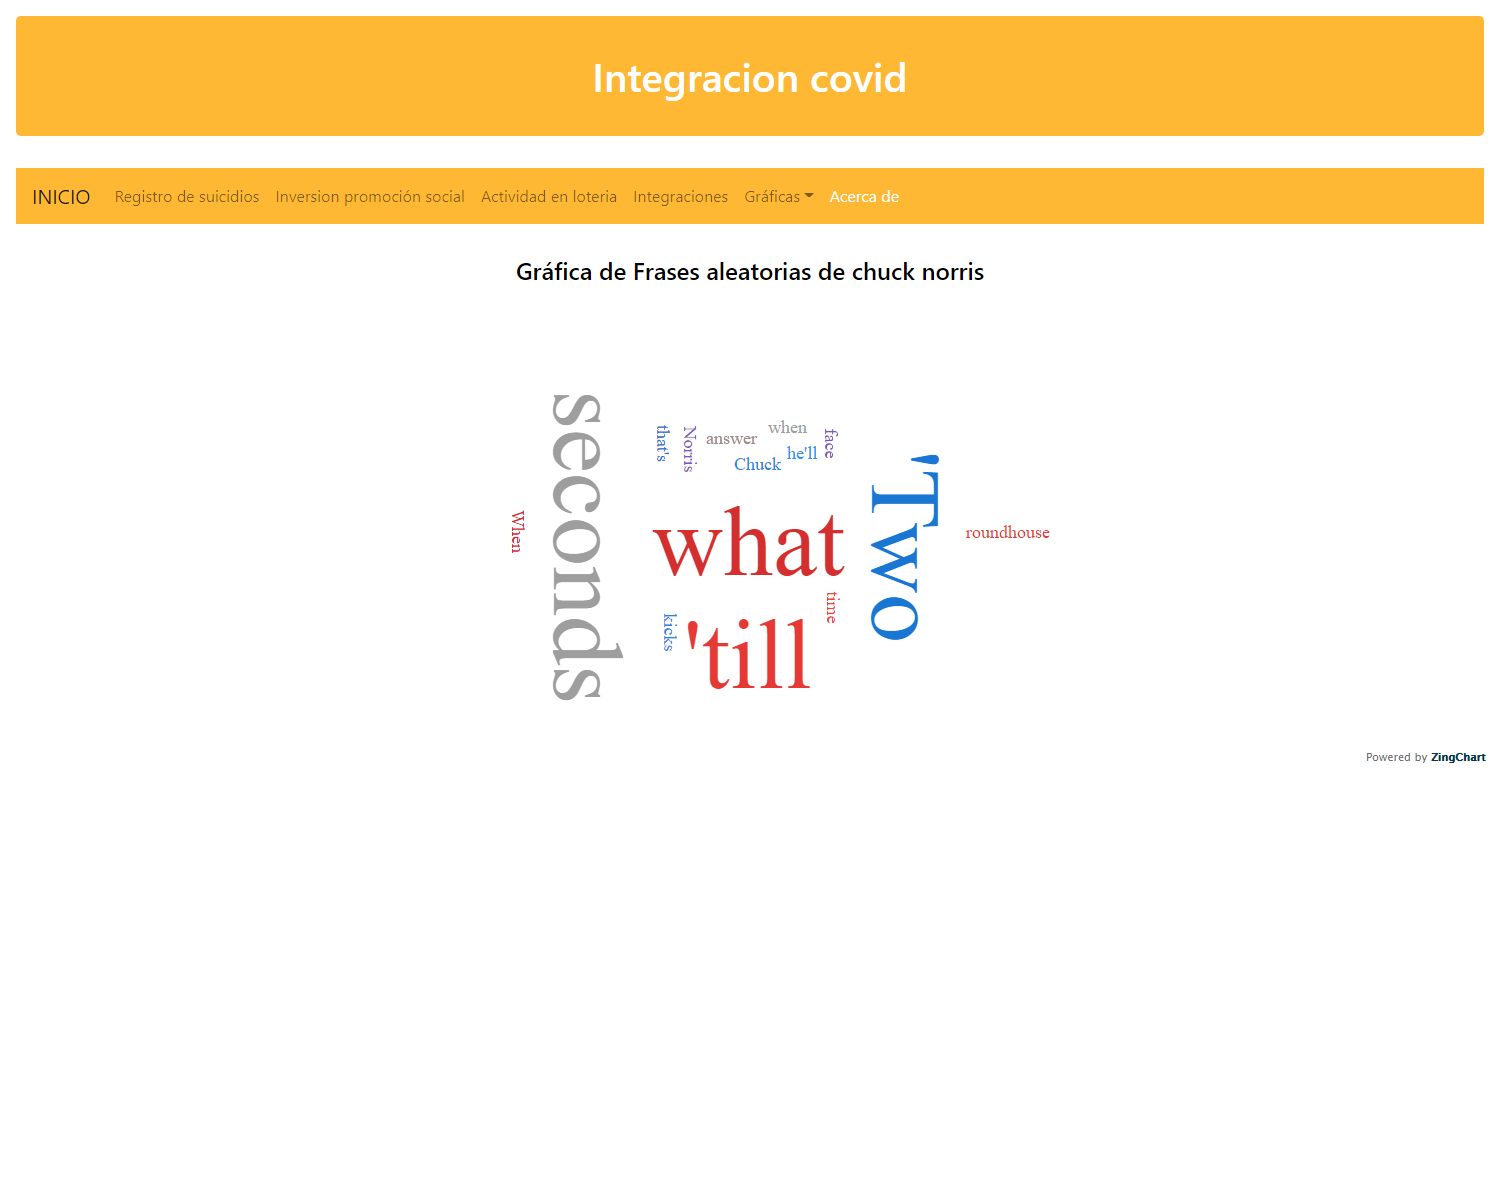 Integracion covid
INICIO Registro de suicidios Inversion promoción social Actividad en loteria Integraciones Gráficas Acerca de
Gráfica de Frases aleatorias de chuck norris
seconds
that's
Norris
answer
when
Chuck
he'll
face
'Two
When
what
roundhouse
time
kicks
'till
Powered by ZingChart